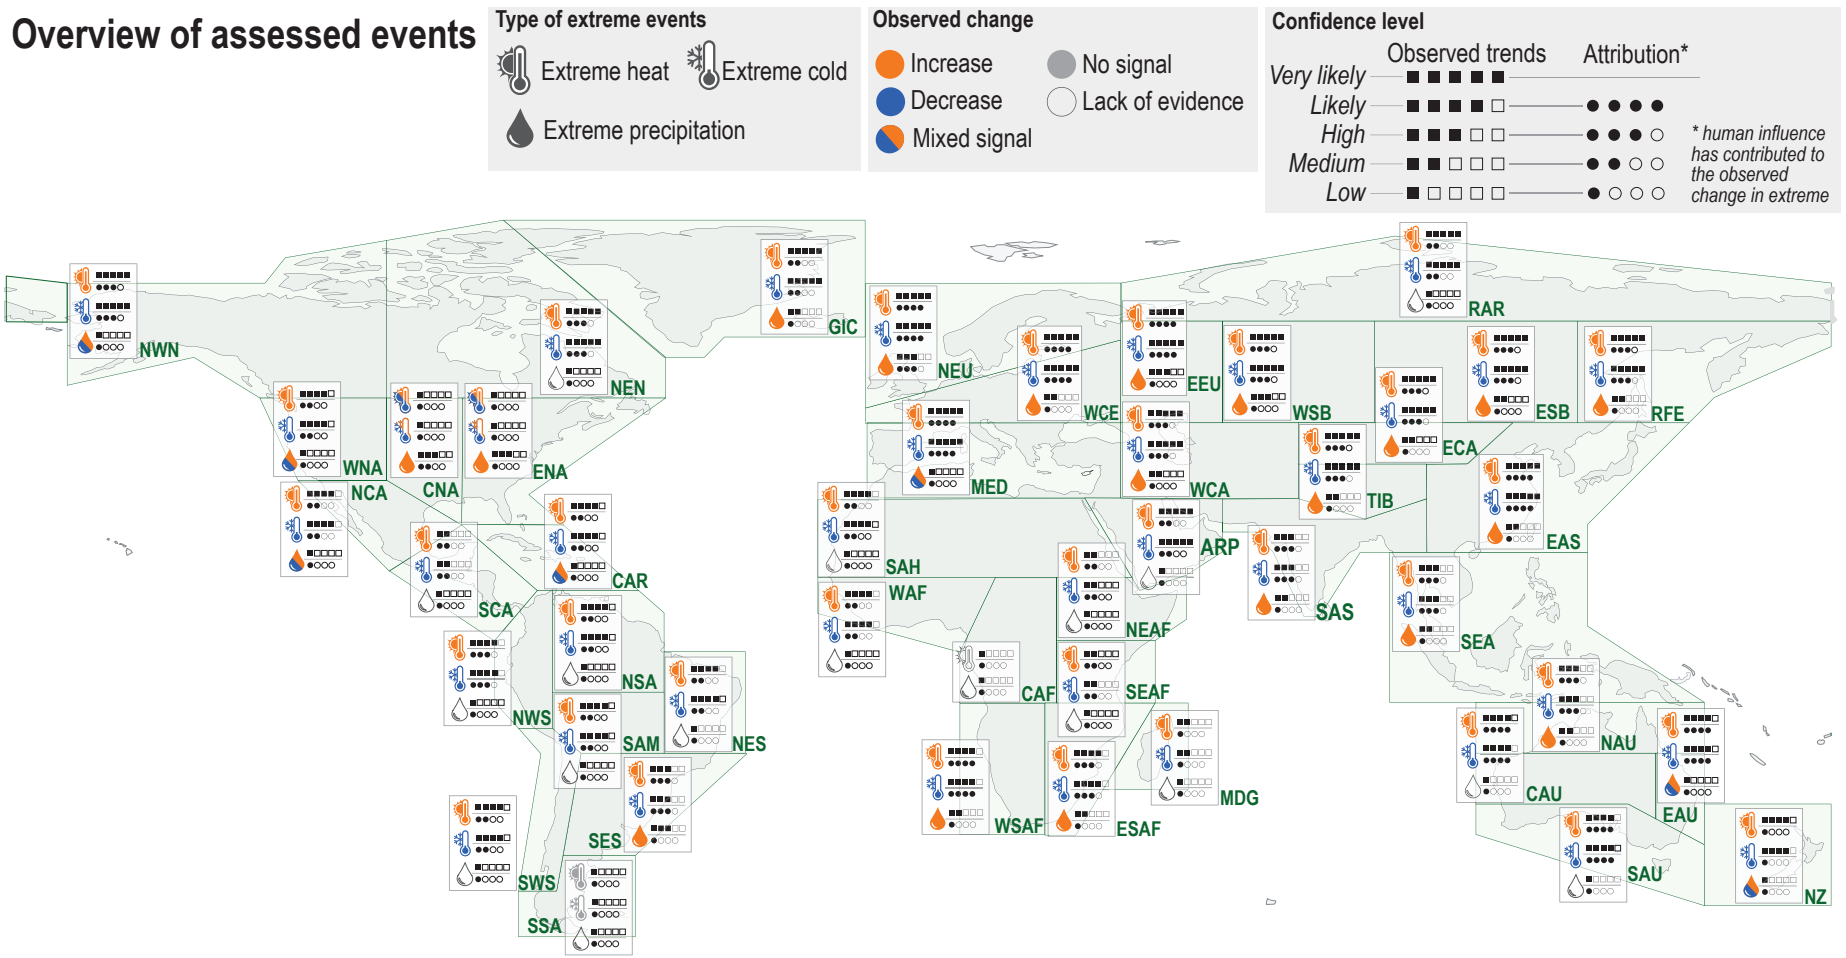 Overview of assessed events
Type of extreme events
Extreme heat
Extreme cold
Extreme precipitation
Observed change
Increase
No signal
Decrease
Lack of evidence
Mixed signal
Confidence level
Observed trends
Attribution*
Very likely
Likely
High
Medium
Low
* human influence
has contributed to
the observed
change in extreme
NWN
GIC
NEN
RAR
NEU
WCE
EEU
WSB
ESB
RFE
ECA
WNA
CNA
ENA
NCA
MED
WCA
TIB
EAS
CAR
SCA
SAH
ARP
WAF
SAS
NEAF
SEA
NSA
CAF
SEAF
NWS
SAM
NES
NAU
MDG
CAU
EAU
WSAF
ESAF
SES
SWS
SAU
NZ
SSA